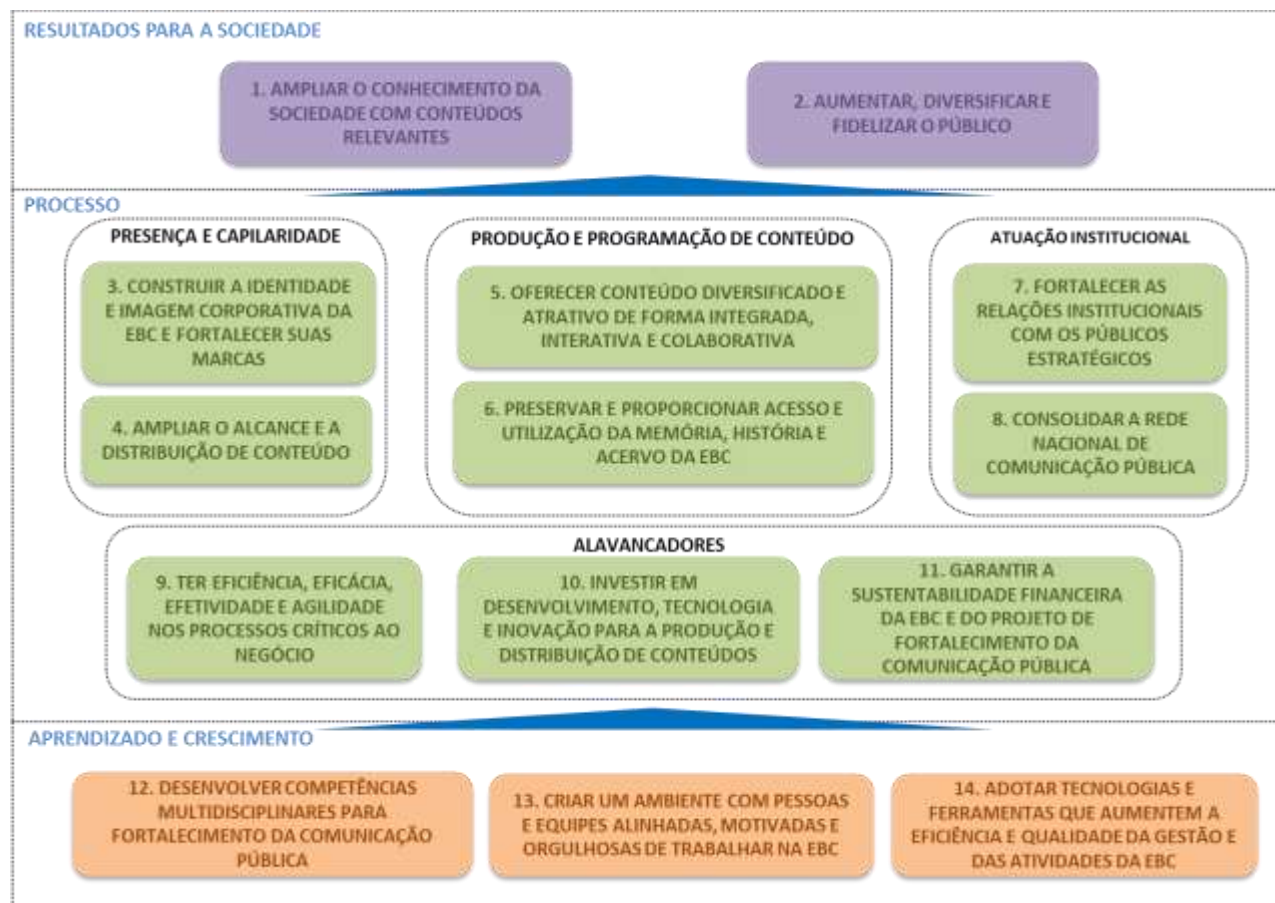 RESULTADOS PARA A SOCIEDADE
1. AMPLIAR O CONHECIMENTO DA
SOCIEDADE COM CONTEÚDOS
RELEVANTES
2. AUMENTAR, DIVERSIFICAR E
FIDELIZAR O PÚBLICO
PROCESSO
PRESENÇA E CAPILARIDADE
3. CONSTRUIR A IDENTIDADE
E IMAGEM CORPORATIVA DA
EBC E FORTALECER SUAS
MARCAS
4. AMPLIAR O ALCANCE E A
DISTRIBUIÇÃO DE CONTEÚDO
PRODUÇÃO E PROGRAMAÇÃO DE CONTEÚDO
5. OFERECER CONTEÚDO DIVERSIFICADO E
ATRATIVO DE FORMA INTEGRADA,
INTERATIVA E COLABORATIVA
6. PRESERVAR E PROPORCIONAR ACESSO E
UTILIZAÇÃO DA MEMÓRIA, HISTÓRIA E
ACERVO DA EBC
ATUAÇÃO INSTITUCIONAL
7. FORTALECER AS
RELAÇÕES INSTITUCIONAIS
COM OS PÚBLICOS
ESTRATÉGICOS
8. CONSOLIDAR A REDE
NACIONAL DE
COMUNICAÇÃO PÚBLICA
ALAVANCADORES
9. TER EFICIÊNCIA, EFICÁCIA,
EFETIVIDADE E AGILIDADE
NOS PROCESSOS CRÍTICOS AO
NEGÓCIO
10. INVESTIR EM
DESENVOLVIMENTO, TECNOLOGIA
E INOVAÇÃO PARA A PRODUÇÃO E
DISTRIBUIÇÃO DE CONTEÚDOS
11. GARANTIR A
SUSTENTABILIDADE FINANCEIRA
DA EBC E DO PROJETO DE
FORTALECIMENTO DA
COMUNICAÇÃO PÚBLICA
APRENDIZADO E CRESCIMENTO
12. DESENVOLVER COMPETÊNCIAS
MULTIDISCIPLINARES PARA
FORTALECIMENTO DA COMUNICAÇÃO
PÚBLICA
13. CRIAR UM AMBIENTE COM PESSOAS
E EQUIPES ALINHADAS, MOTIVADAS E
ORGULHOSAS DE TRABALHAR NA EBC
14. ADOTAR TECNOLOGIAS E
FERRAMENTAS QUE AUMENTEM A
EFICIÊNCIA E QUALIDADE DA GESTÃO E
DAS ATIVIDADES DA EBC